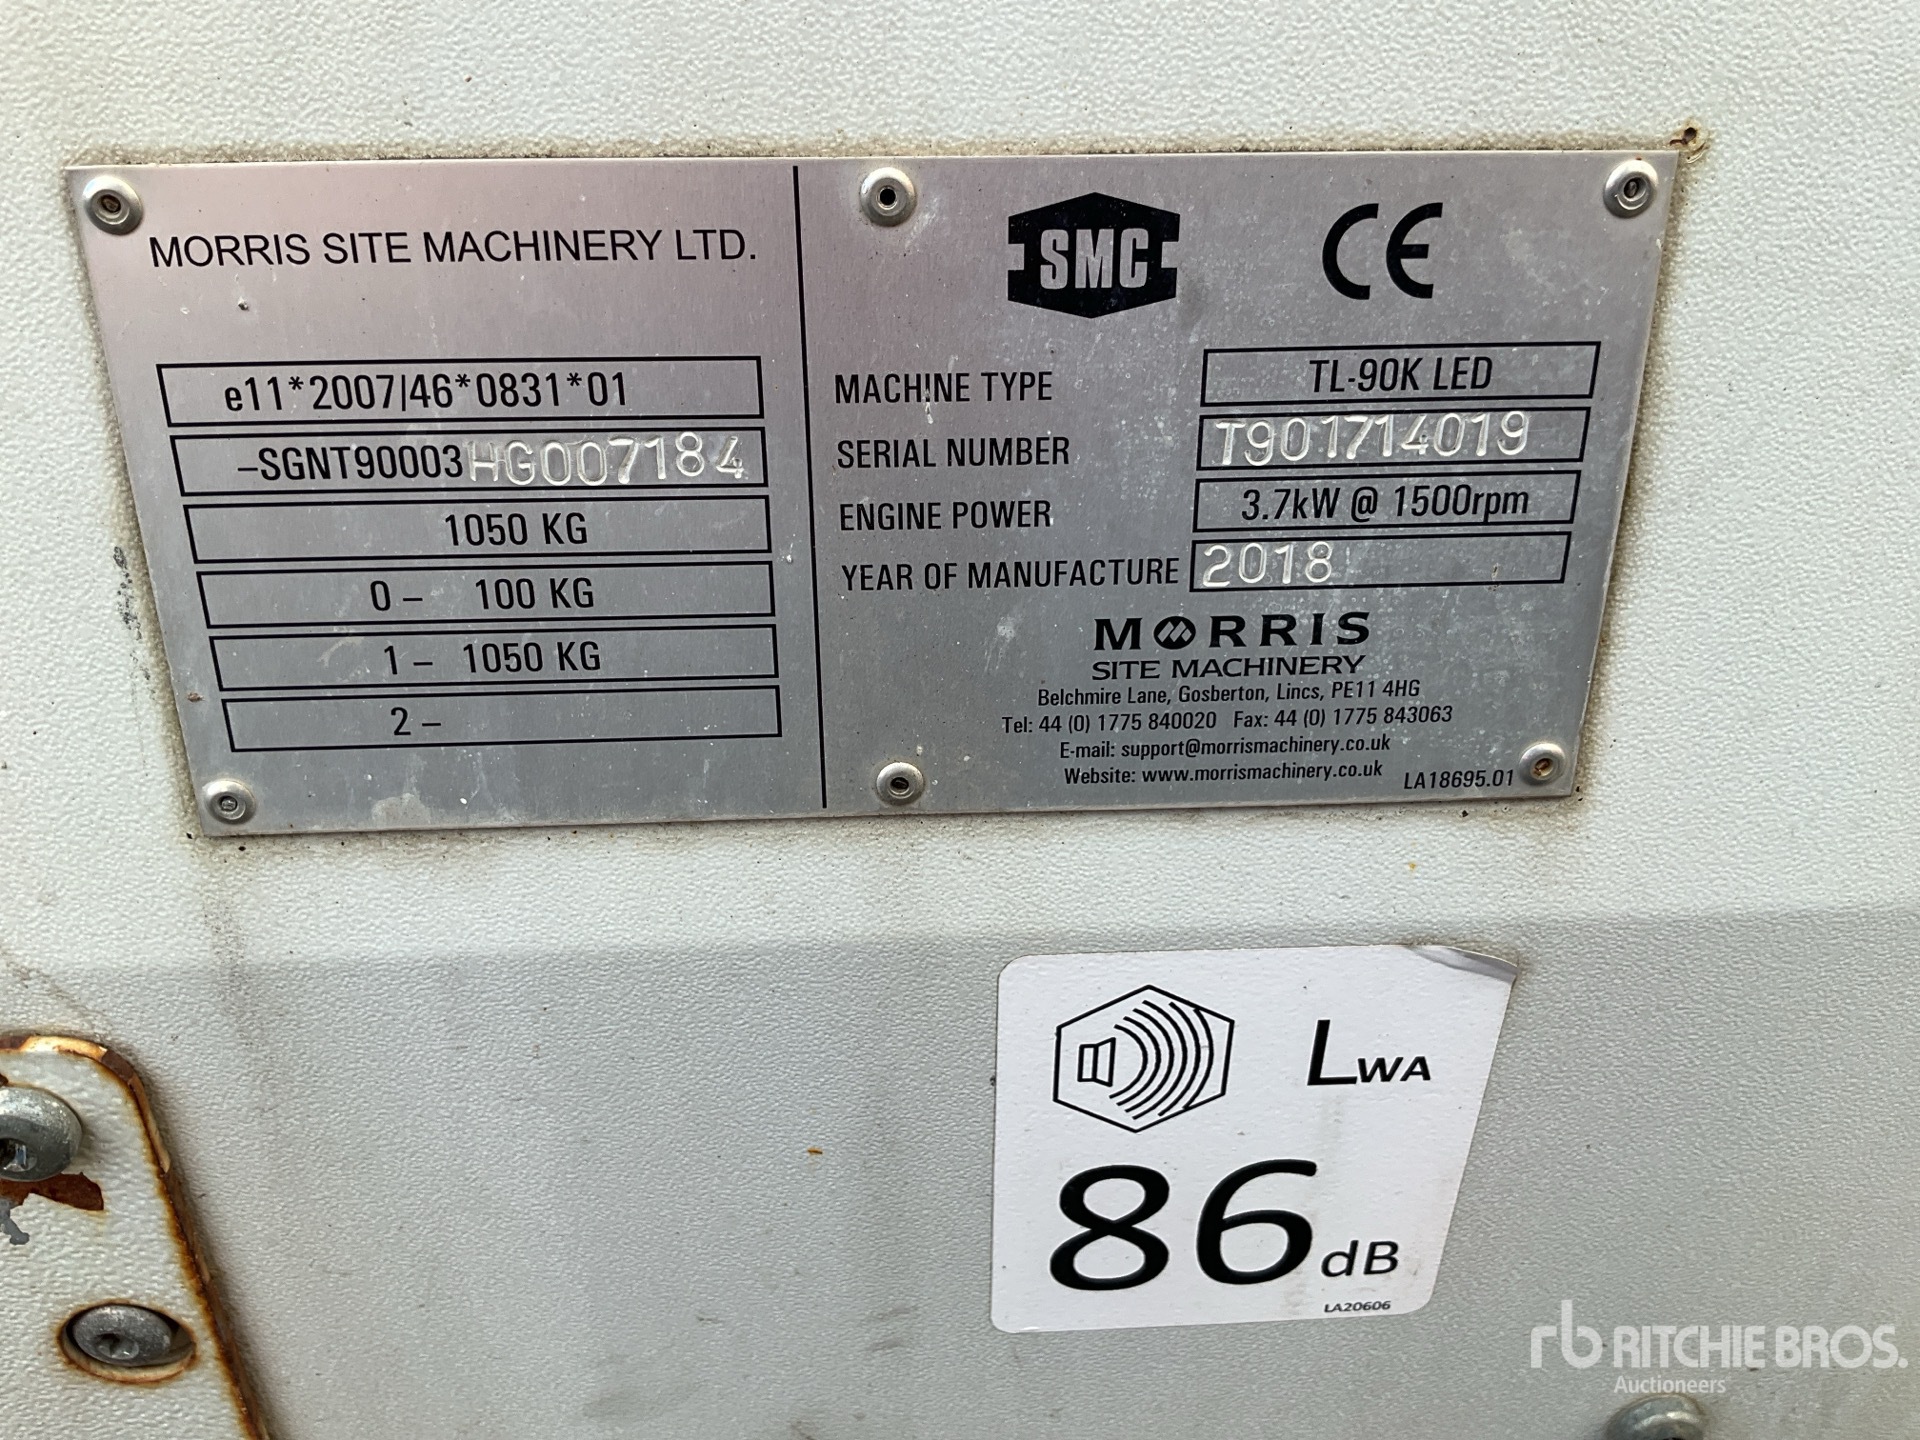 MORRIS SITE MACHINERY LTD.
e11*2007/46*0831*01
-SGNT90003HG007184
1050 KG
0 - 100 KG
1 - 1050 KG
2 -
SMC CE
MACHINE TYPE TL-90K LED
SERIAL NUMBER T901714019
ENGINE POWER 3.7kW @ 1500rpm
YEAR OF MANUFACTURE 2018
MORRIS
SITE MACHINERY
Belchmire Lane, Gosberton, Lincs, PE11 4HG
Tel: 44 (0) 1775 840020 Fax: 44 (0) 1775 843063
E-mail: support@morrismachinery.co.uk
Website: www.morrismachinery.co.uk
LA18695.01
LWA
86 dB
LA20606
rb RITCHIE BROS.
Auctioneers